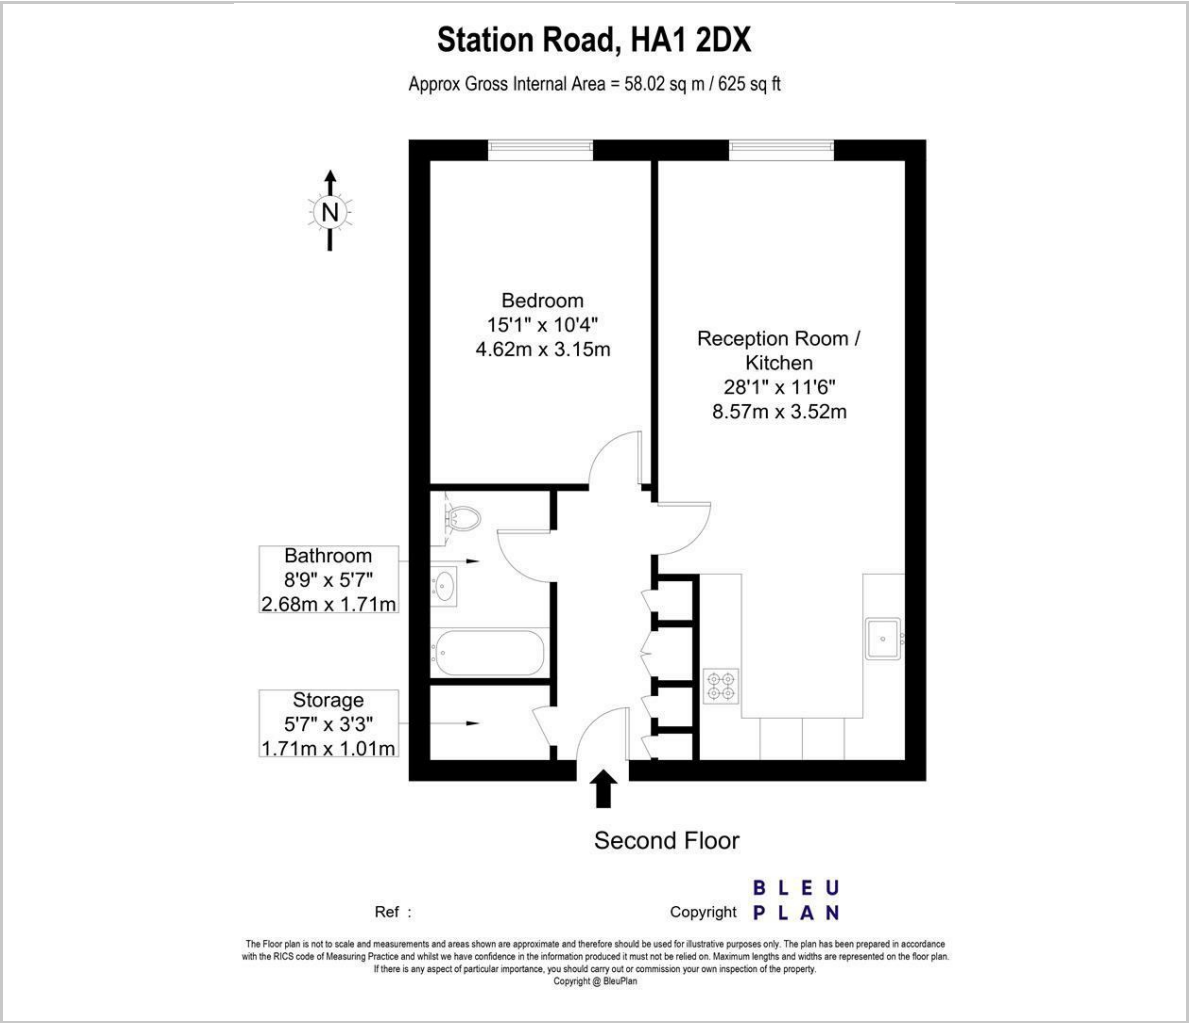 Station Road, HA1 2DX
Approx Gross Internal Area = 58.02 sq m / 625 sq ft
N
Bedroom
15'1" x 10'4"
4.62m x 3.15m
Reception Room /
Kitchen
28'1" x 11'6"
8.57m x 3.52m
Bathroom
8'9" x 5'7"
2.68m x 1.71m
Storage
5'7" x 3'3"
1.71m x 1.01m
Second Floor
Ref :
Copyright
BLEU
PLAN
The Floor plan is not to scale and measurements and areas shown are approximate and therefore should be used for illustrative purposes only. The plan has been prepared in accordance
with the RICS code of Measuring Practice and whilst we have confidence in the information produced it must not be relied on. Maximum lengths and widths are represented on the floor plan.
If there is any aspect of particular importance, you should carry out or commission your own inspection of the property.
Copyright @ BleuPlan